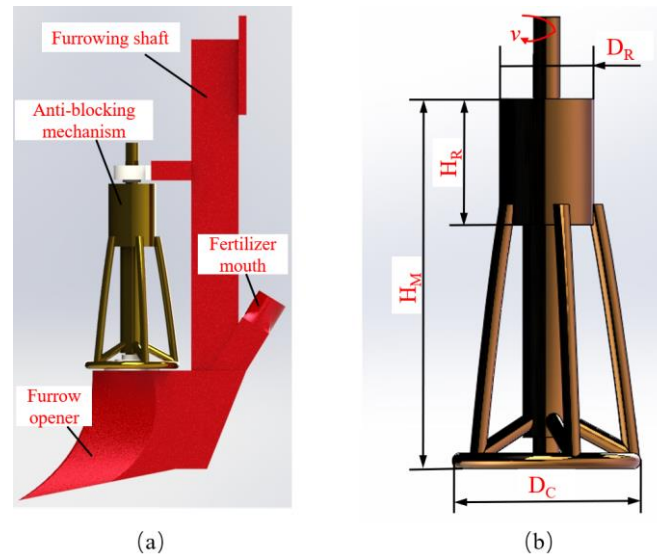 Furrowing shaft
Anti-blocking
mechanism
Fertilizer
mouth
Furrow
opener
(a)
v
D_R
H_R
H_M
D_C
(b)